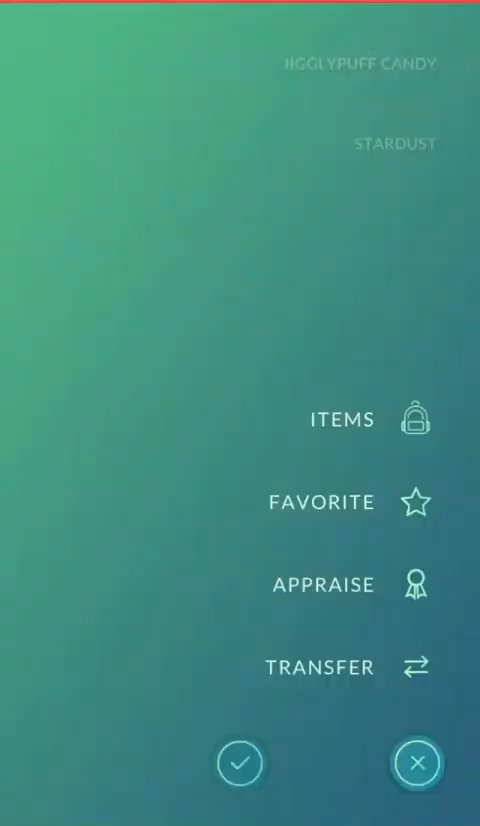 JIGGLYPUFF CANDY
STARDUST
ITEMS
FAVORITE
APPRAISE
TRANSFER